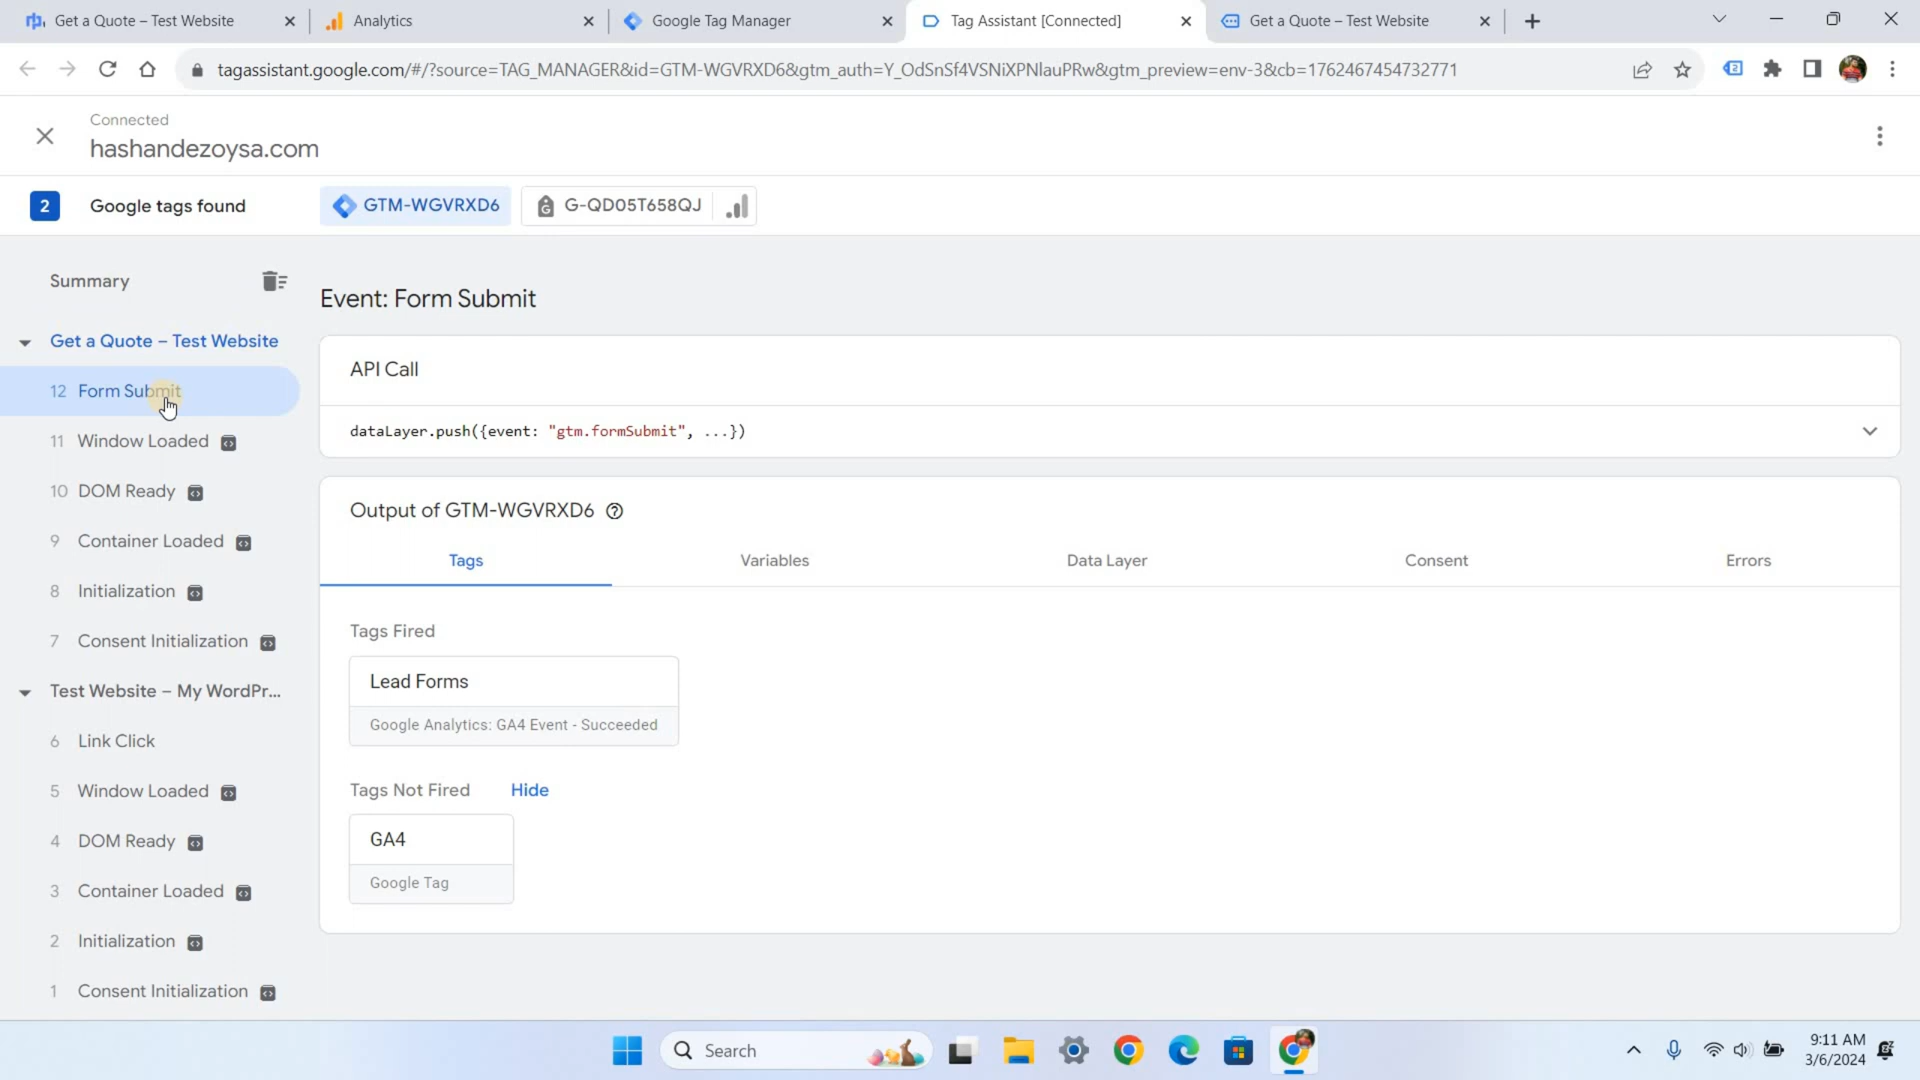 Get a Quote – Test Website
Analytics
Google Tag Manager
Tag Assistant [Connected]
Get a Quote – Test Website
tagassistant.google.com/#/?source=TAG_MANAGER&id=GTM-WGVRXD6&gtm_auth=Y_OdSnSf4VSNiXPNlauPRw&gtm_preview=env-3&cb=1762467454732771
Connected
hashandezoysa.com
2 Google tags found GTM-WGVRXD6 G-QD05T658QJ
Summary
Get a Quote – Test Website
12 Form Submit
11 Window Loaded
10 DOM Ready
9 Container Loaded
8 Initialization
7 Consent Initialization
Test Website – My WordPr...
6 Link Click
5 Window Loaded
4 DOM Ready
3 Container Loaded
2 Initialization
1 Consent Initialization
Event: Form Submit
API Call
dataLayer.push({event: "gtm.formSubmit", ...})
Output of GTM-WGVRXD6
Tags Variables Data Layer Consent Errors
Tags Fired
Lead Forms
Google Analytics: GA4 Event - Succeeded
Tags Not Fired Hide
GA4
Google Tag
Search
9:11 AM
3/6/2024